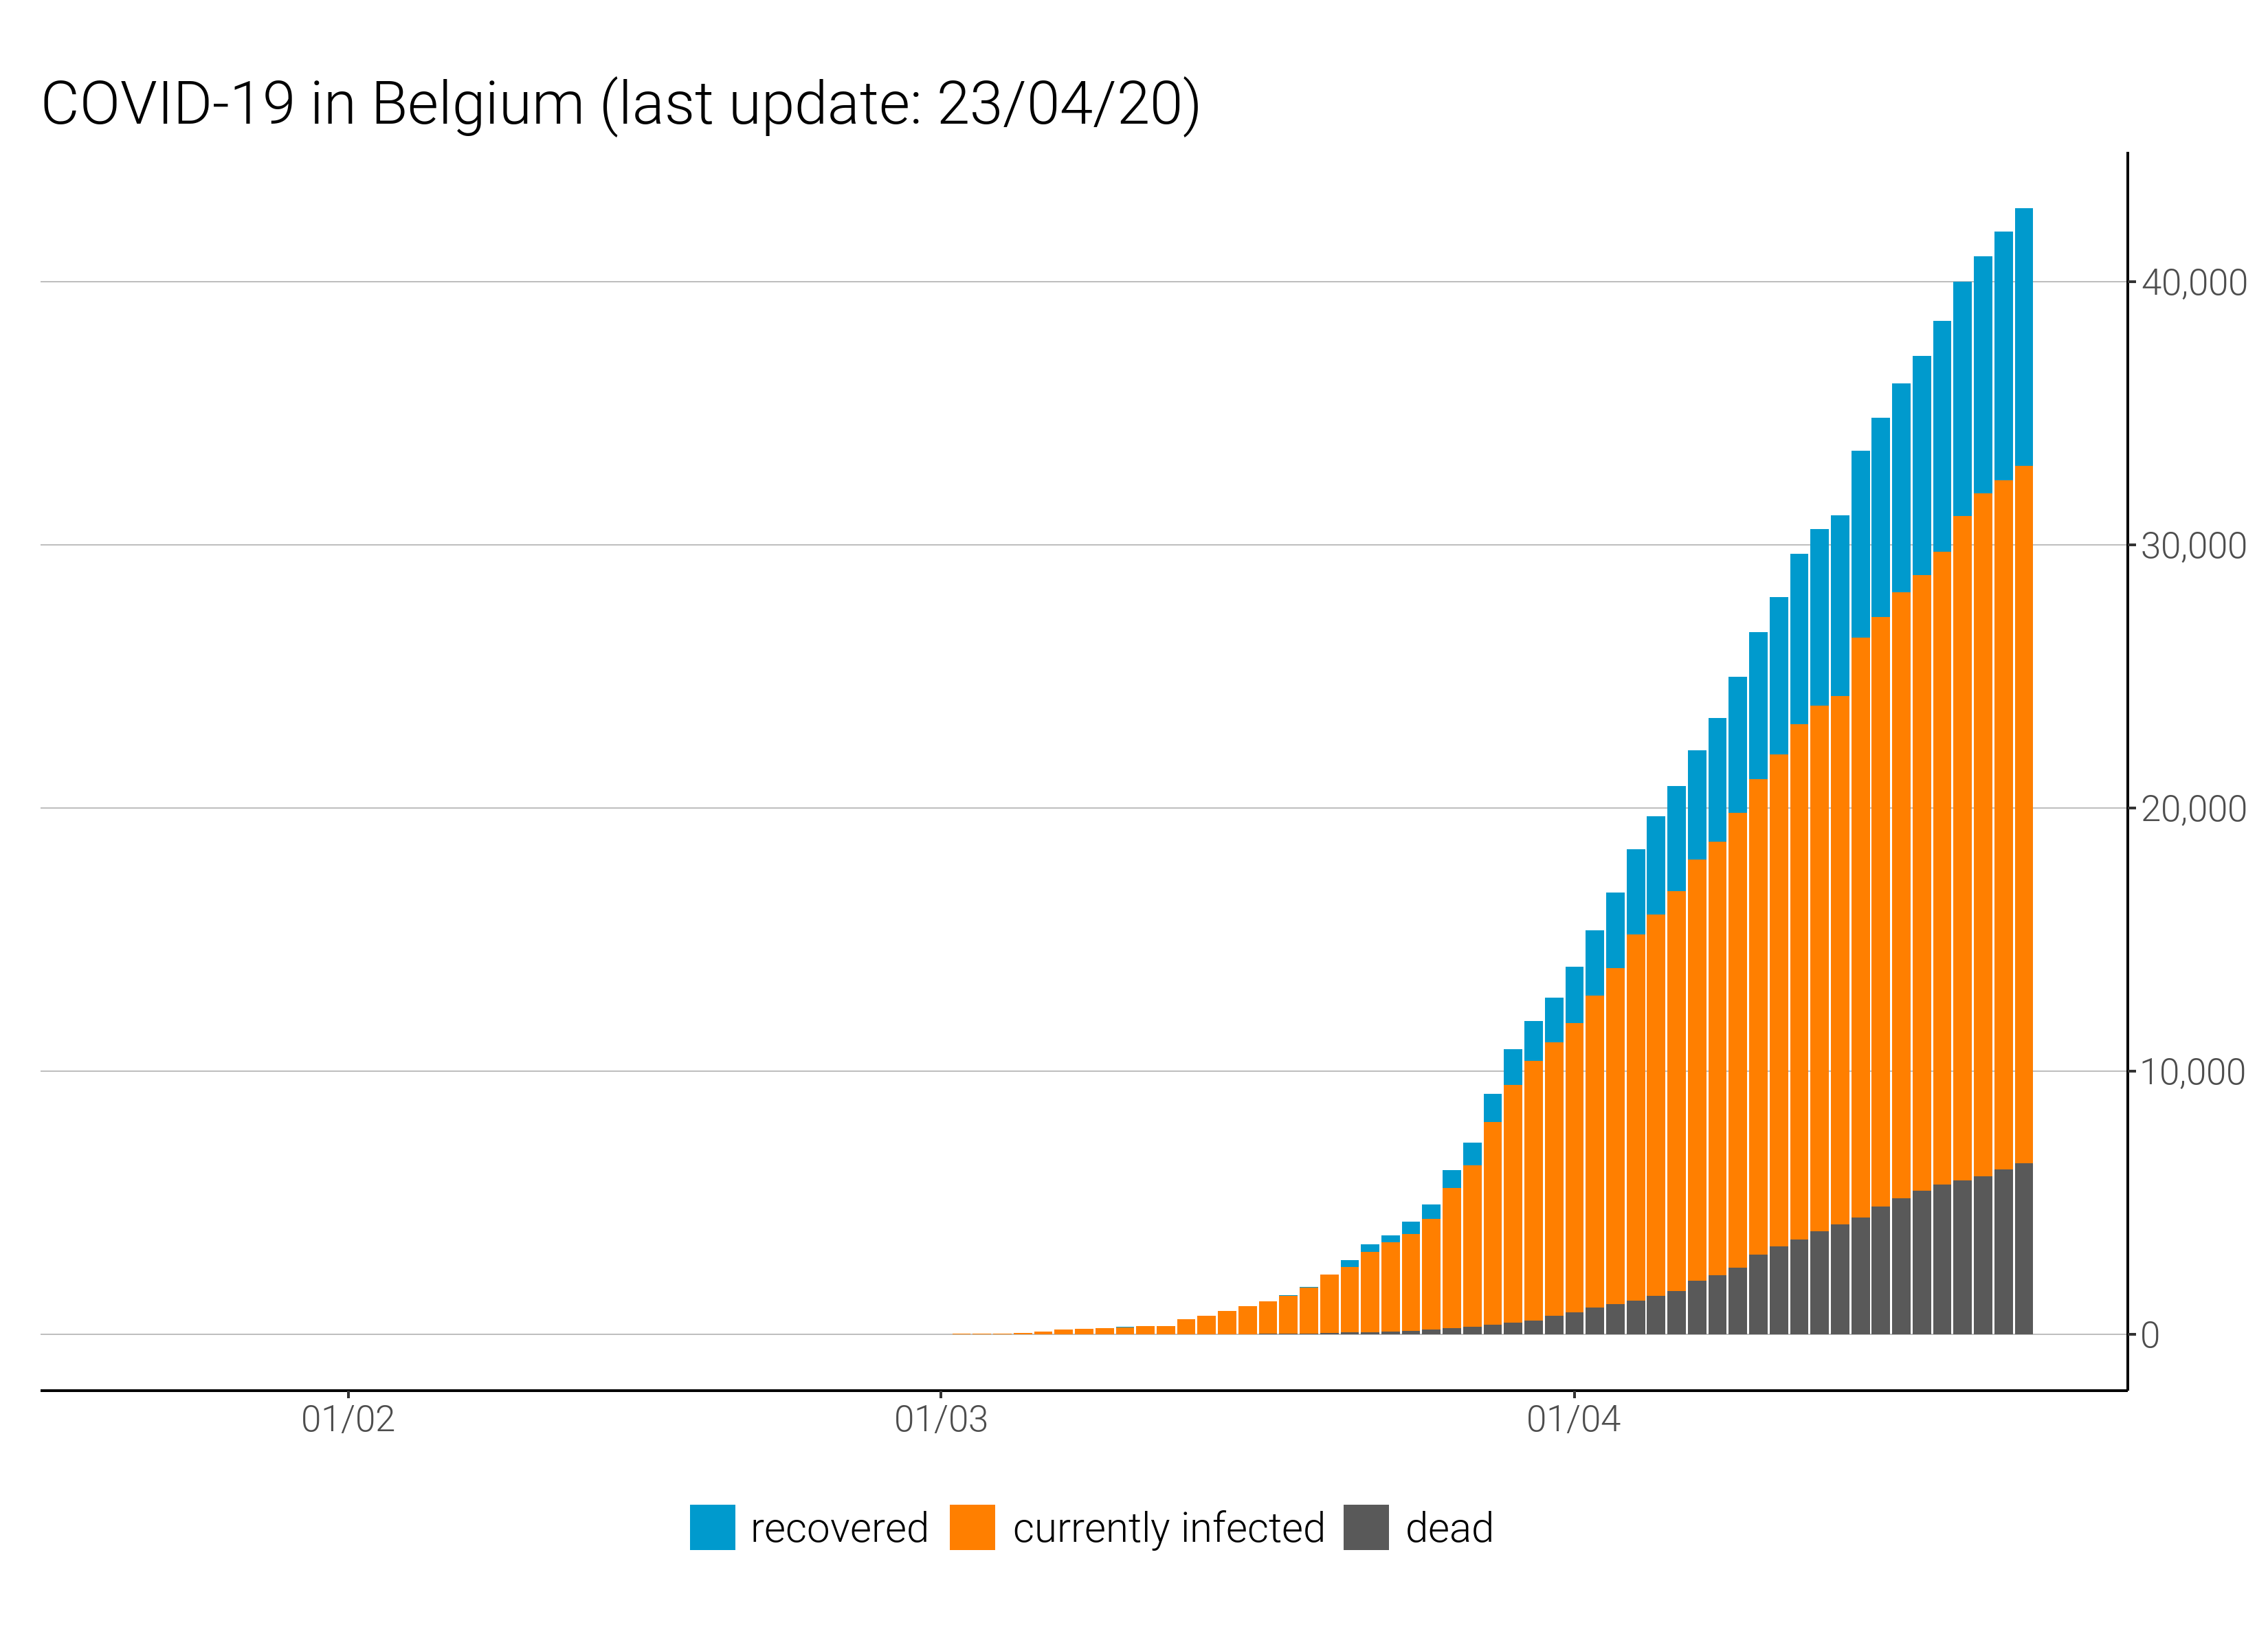 COVID-19 in Belgium (last update: 23/04/20)
40,000
30,000
20,000
10,000
0
01/02 01/03 01/04
recovered currently infected dead